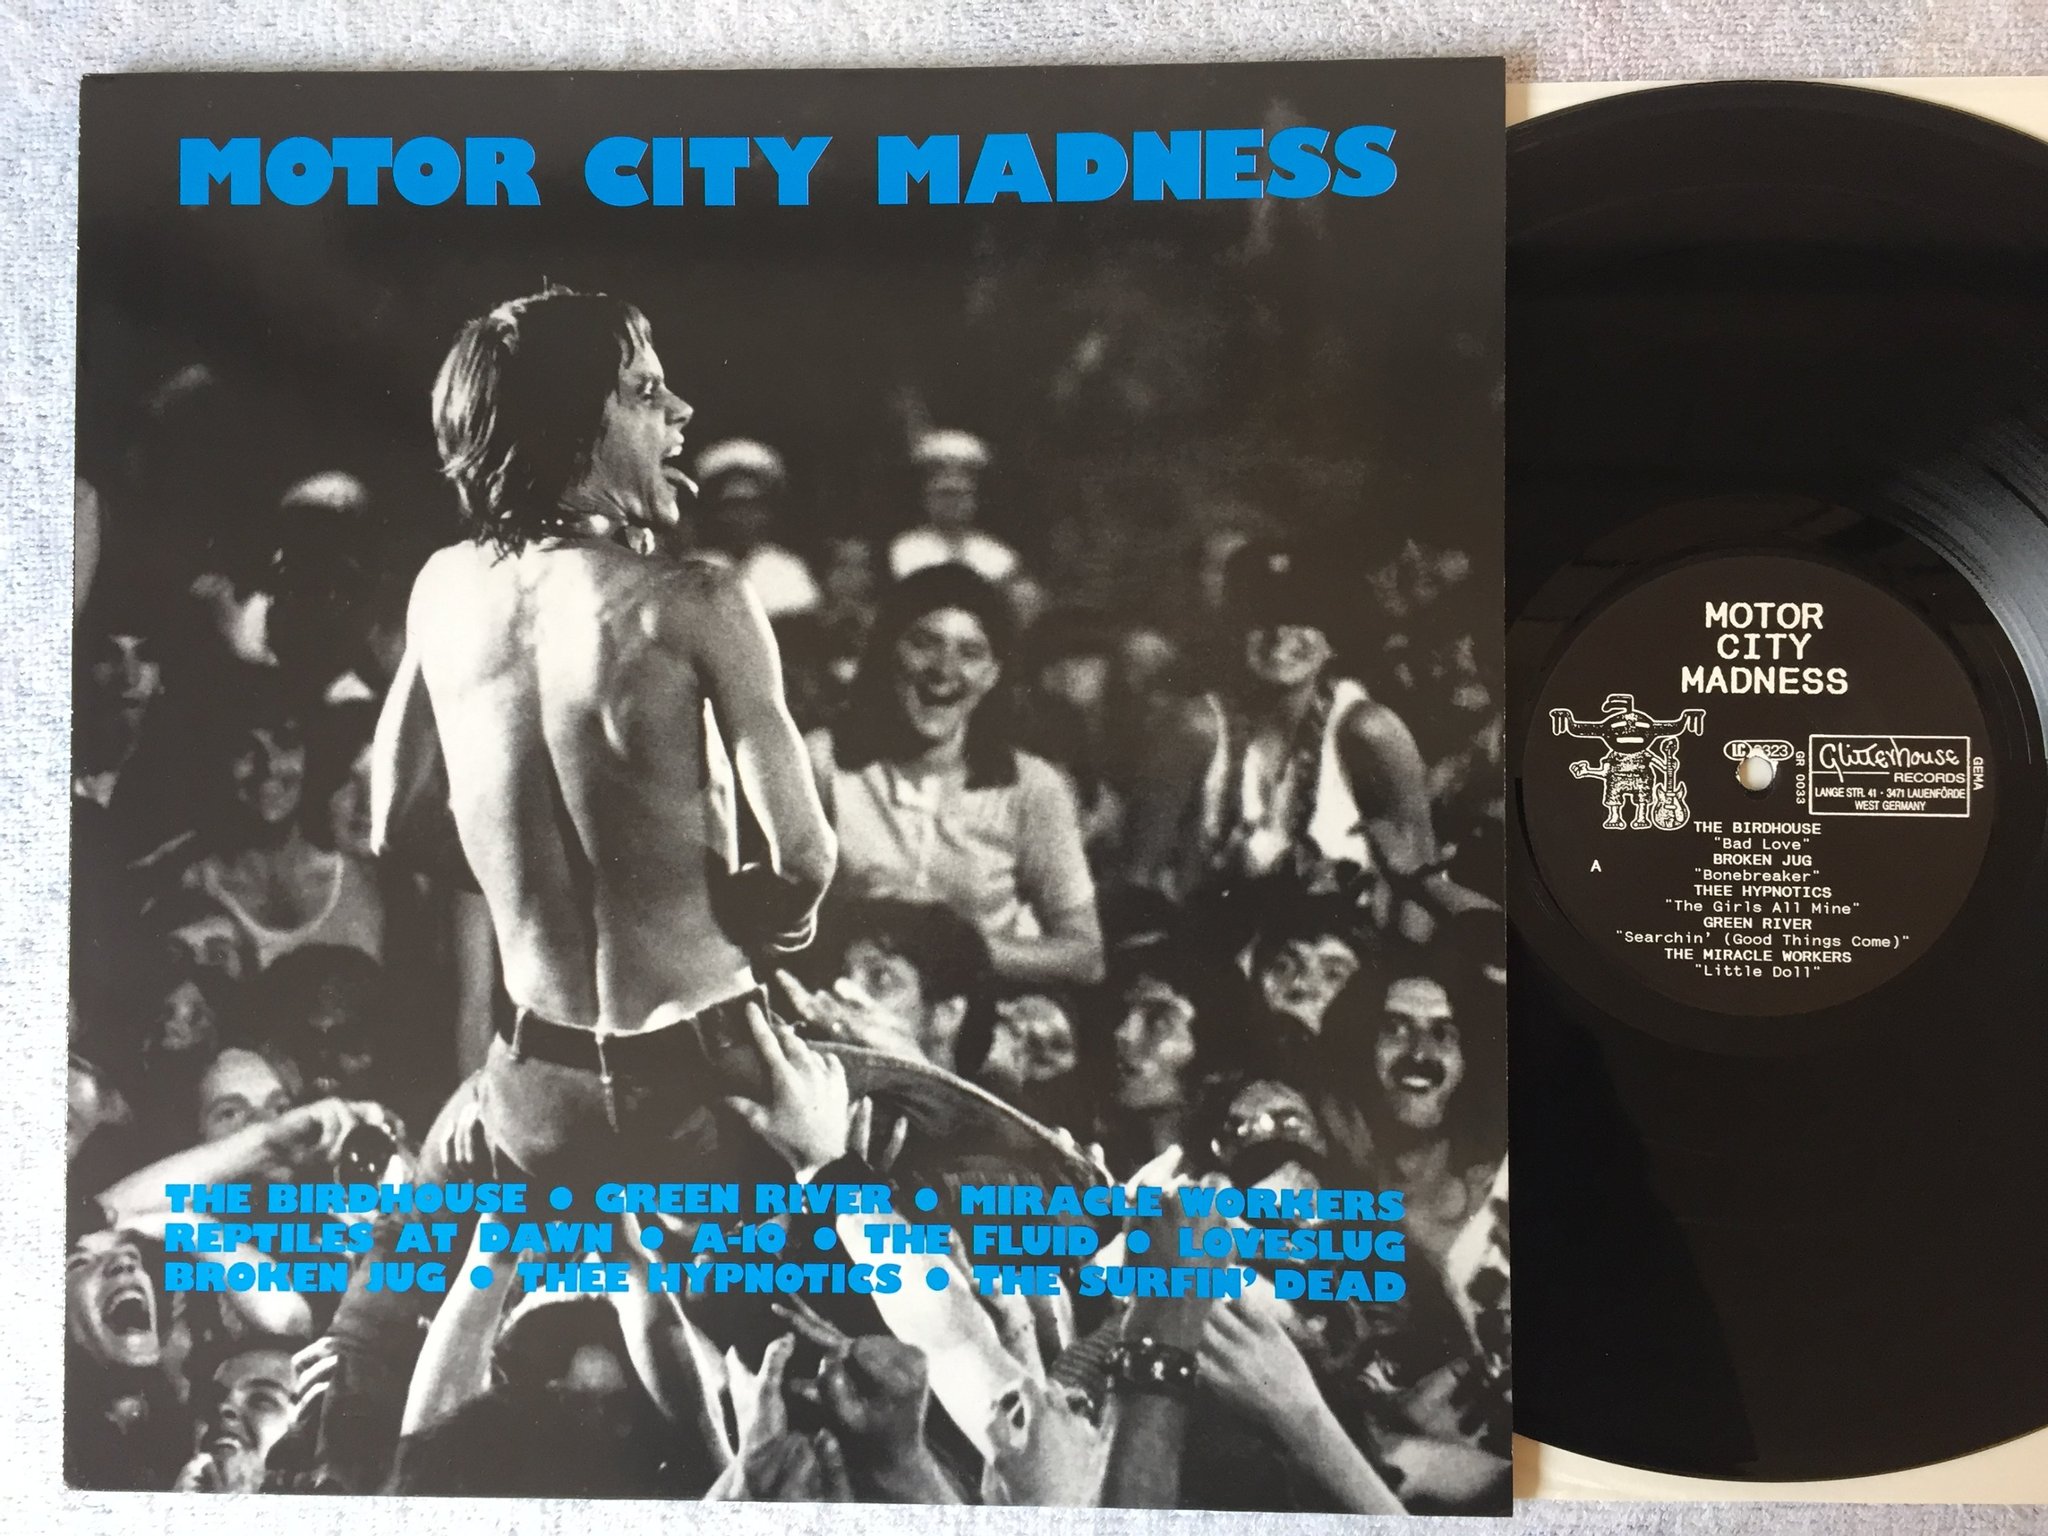 MOTOR CITY MADNESS
THE BIRDHOUSE • GREEN RIVER • MIRACLE WORKERS
REPTILES AT DAWN • A-10 • THE FLUID • LOVESLUG
BROKEN JUG • THEE HYPNOTICS • THE SURFIN' DEAD
MOTOR
CITY
MADNESS
LC
GR 0033
Glitterhouse
RECORDS
LANGE STR. 41 · 3471 LAUENFÖRDE
WEST GERMANY
GEMA
A
THE BIRDHOUSE
"Bad Love"
BROKEN JUG
"Bonebreaker"
THEE HYPNOTICS
"The Girls All Mine"
GREEN RIVER
"Searchin' (Good Things Come)"
THE MIRACLE WORKERS
"Little Doll"